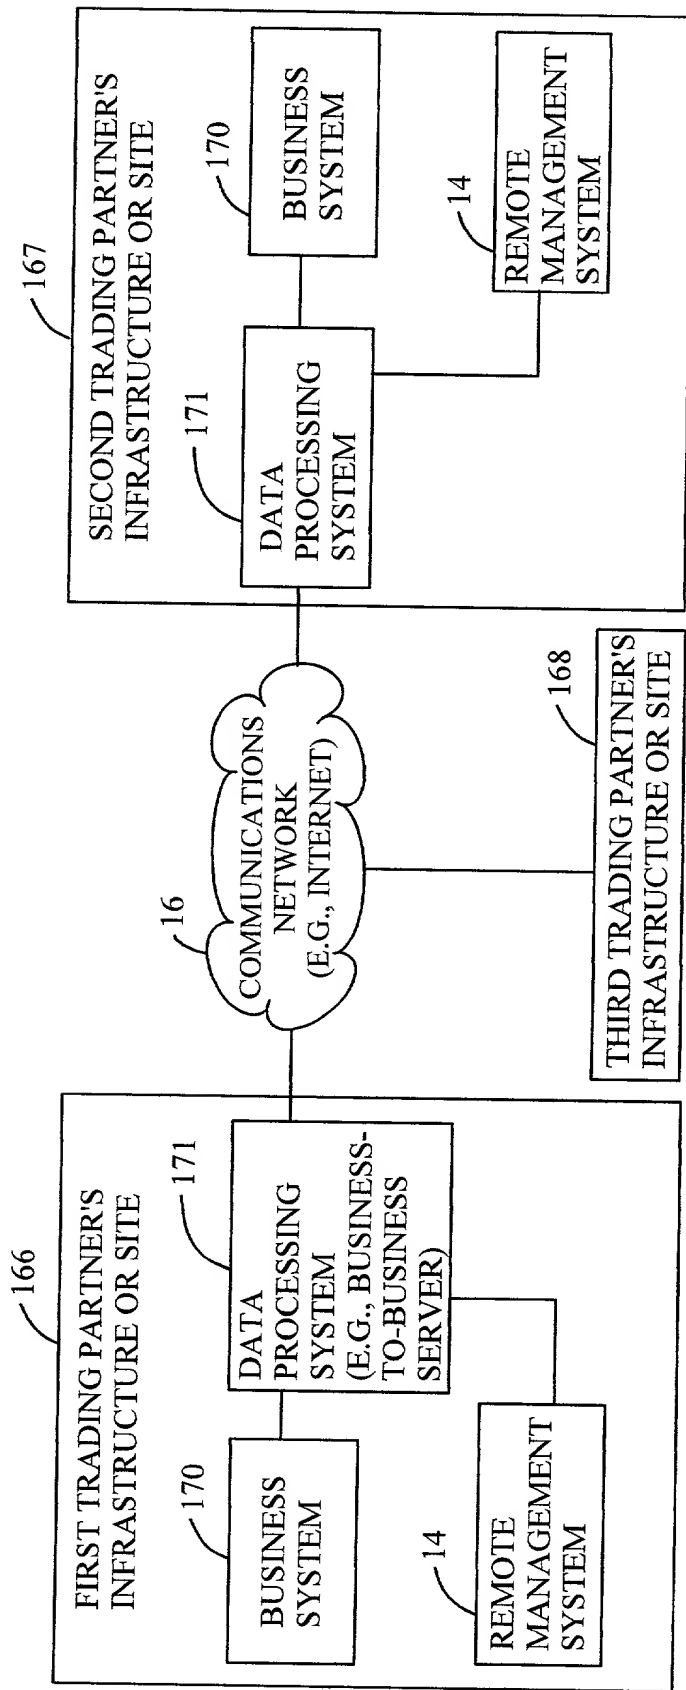 166
FIRST TRADING PARTNER'S
INFRASTRUCTURE OR SITE
170
BUSINESS
SYSTEM
171
DATA
PROCESSING
SYSTEM
(E.G., BUSINESS-
TO-BUSINESS
SERVER)
14
REMOTE
MANAGEMENT
SYSTEM
16
COMMUNICATIONS
NETWORK
(E.G., INTERNET)
168
THIRD TRADING PARTNER'S
INFRASTRUCTURE OR SITE
167
SECOND TRADING PARTNER'S
INFRASTRUCTURE OR SITE
171
DATA
PROCESSING
SYSTEM
170
BUSINESS
SYSTEM
14
REMOTE
MANAGEMENT
SYSTEM